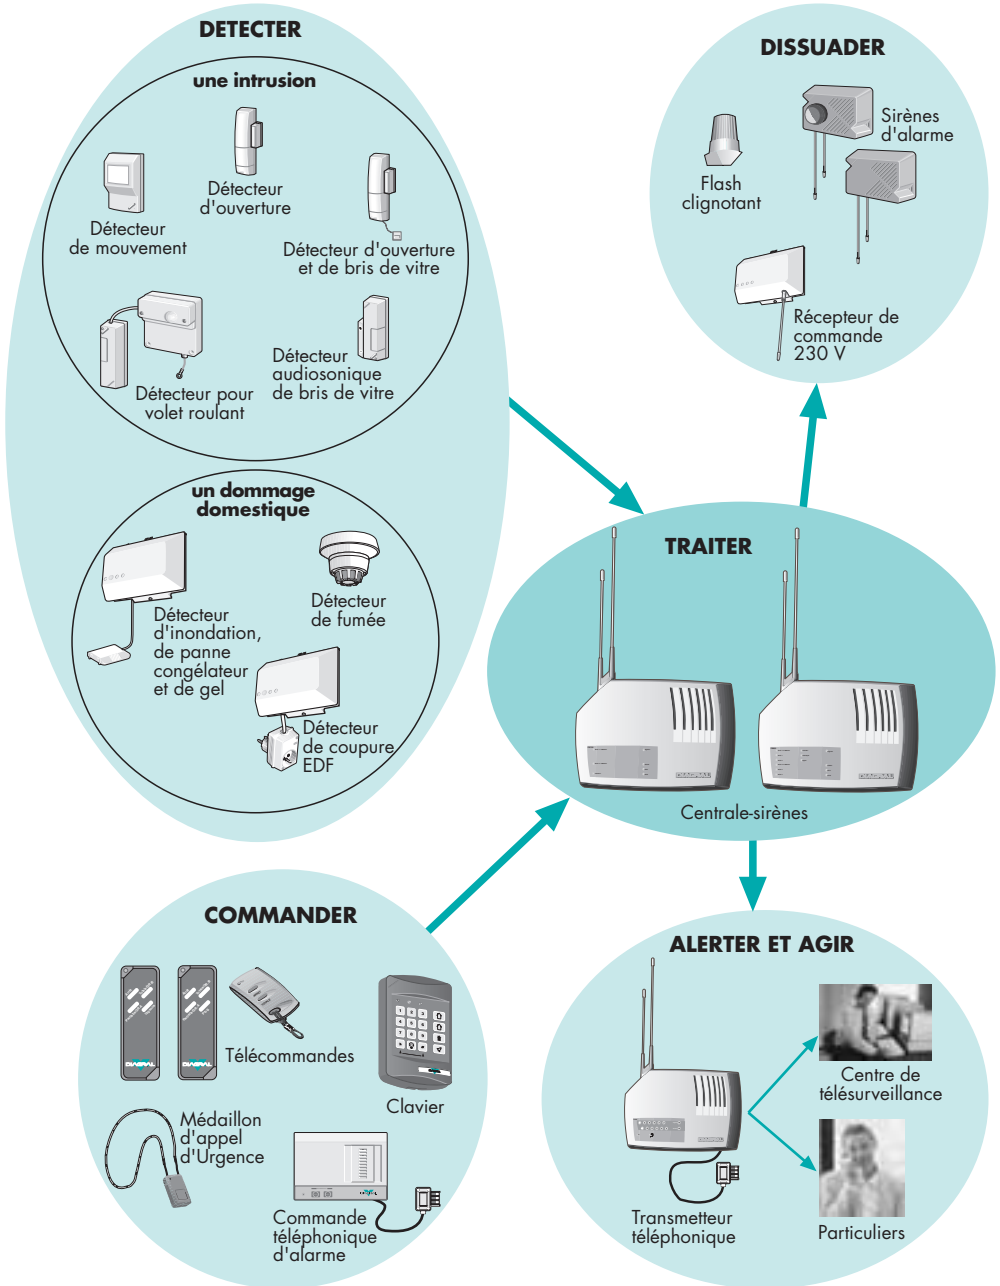 DETECTER
une intrusion
Détecteur
de mouvement
Détecteur
d'ouverture
Détecteur d'ouverture
et de bris de vitre
Détecteur pour
volet roulant
Détecteur
audiosonique
de bris de vitre
un dommage
domestique
Détecteur
d'inondation,
de panne
congélateur
et de gel
Détecteur
de fumée
Détecteur
de coupure
EDF
DISSUADER
Flash
clignotant
Sirènes
d'alarme
Récepteur de
commande
230 V
TRAITER
Centrale-sirènes
COMMANDER
Télécommandes
Clavier
Médaillon
d'appel
d'Urgence
Commande
téléphonique
d'alarme
ALERTER ET AGIR
Transmetteur
téléphonique
Centre de
télésurveillance
Particuliers